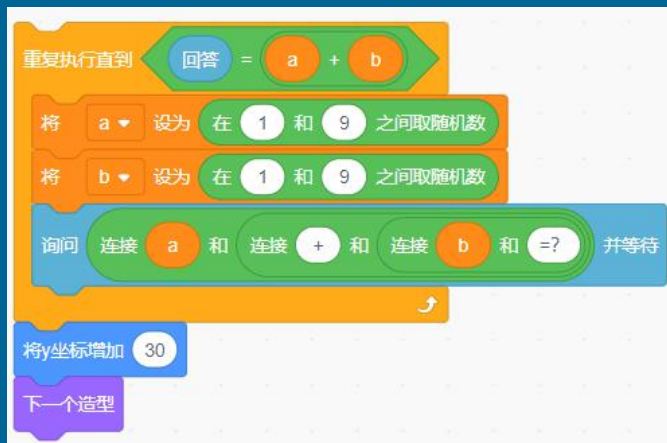 重复执行直到 回答 = a + b
将 a 设为 在 1 和 9 之间取随机数
将 b 设为 在 1 和 9 之间取随机数
询问 连接 a 和 连接 + 和 连接 b 和 =? 并等待
将y坐标增加 30
下一个造型